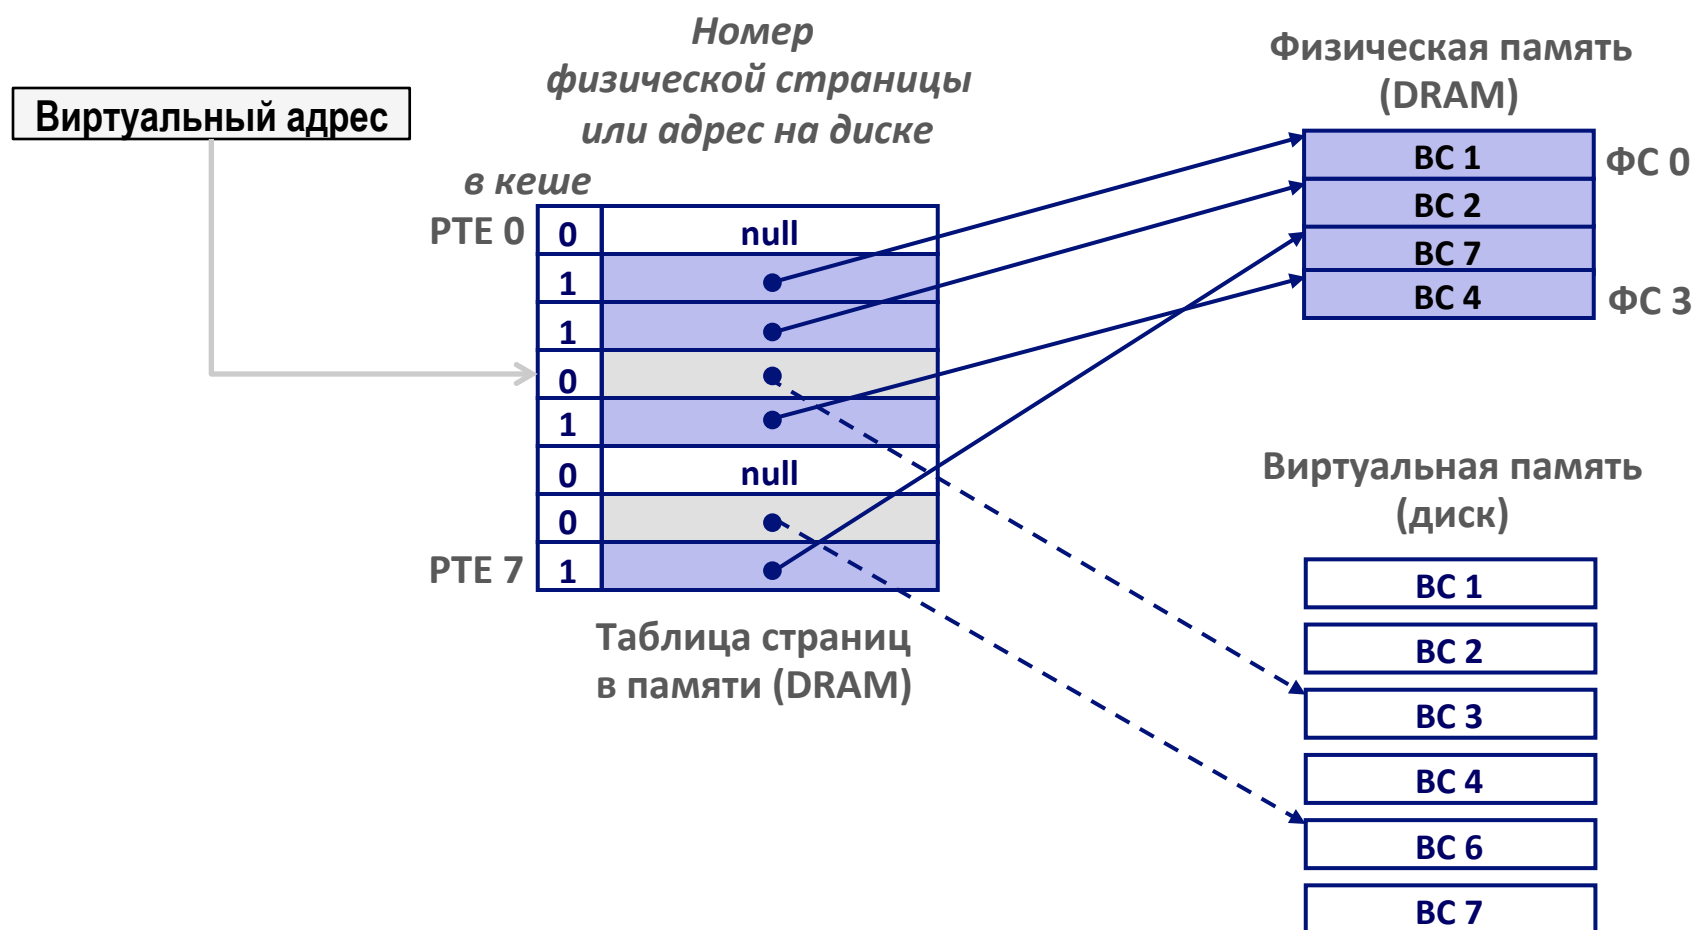 Номер
физической страницы
или адрес на диске
Физическая память
(DRAM)
Виртуальный адрес
в кеше
PTE 0
0
null
1
1
0
1
0
null
0
PTE 7
1
Таблица страниц
в памяти (DRAM)
ВС 1
ФС 0
ВС 2
ВС 7
ВС 4
ФС 3
Виртуальная память
(диск)
ВС 1
ВС 2
ВС 3
ВС 4
ВС 6
ВС 7